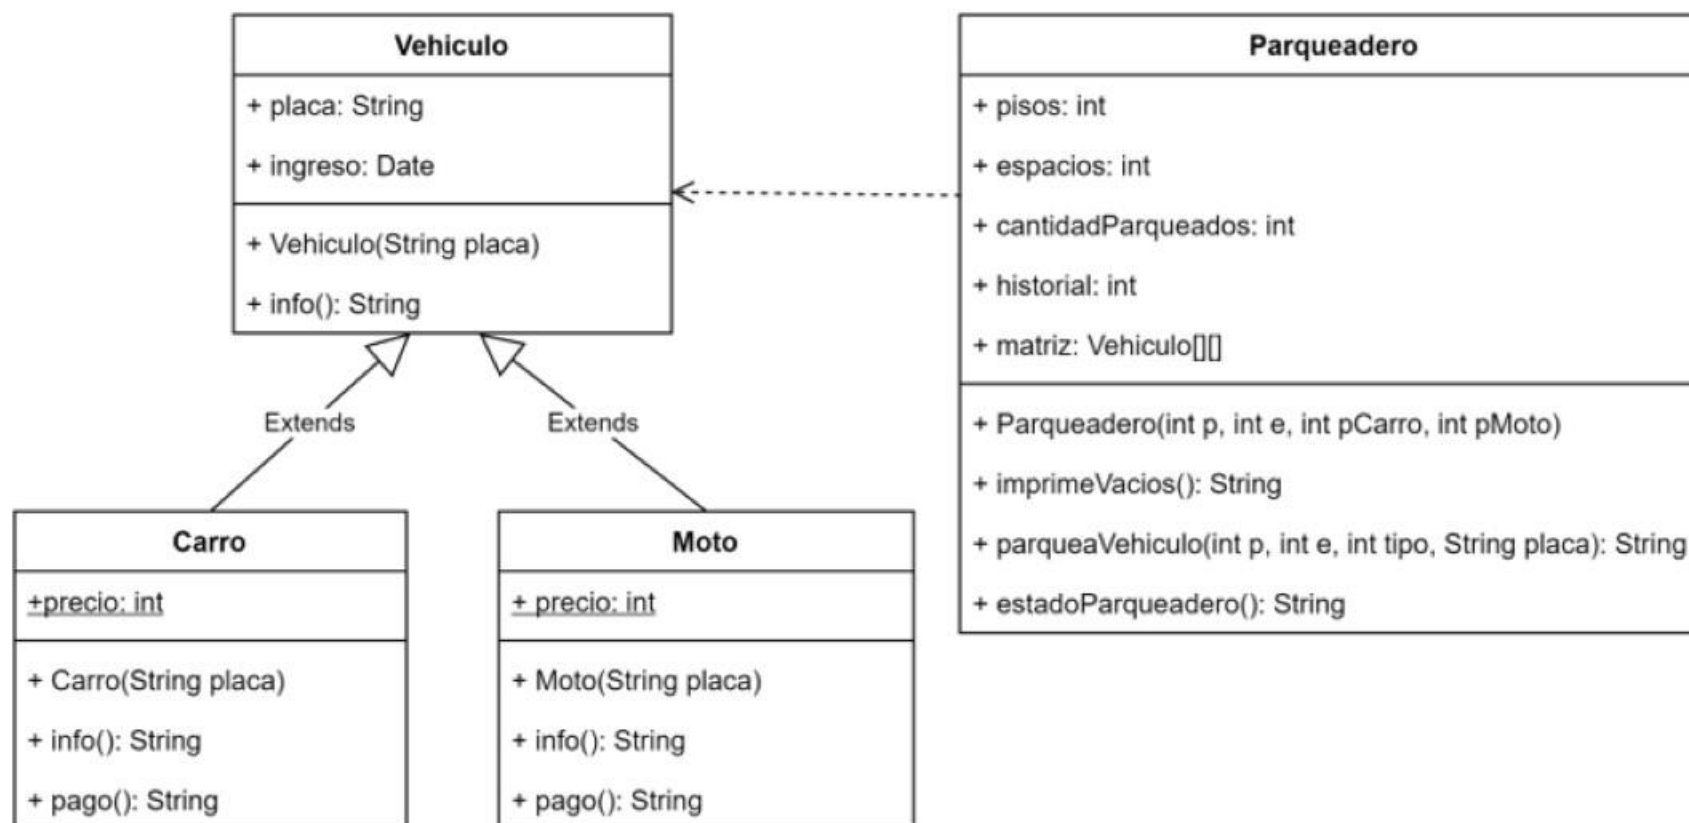 Vehiculo
+ placa: String
+ ingreso: Date
+ Vehiculo(String placa)
+ info(): String
Parqueadero
+ pisos: int
+ espacios: int
+ cantidadParqueados: int
+ historial: int
+ matriz: Vehiculo[][]
+ Parqueadero(int p, int e, int pCarro, int pMoto)
+ imprimeVacios(): String
+ parqueaVehiculo(int p, int e, int tipo, String placa): String
+ estadoParqueadero(): String
Extends
Extends
Carro
+precio: int
+ Carro(String placa)
+ info(): String
+ pago(): String
Moto
+ precio: int
+ Moto(String placa)
+ info(): String
+ pago(): String